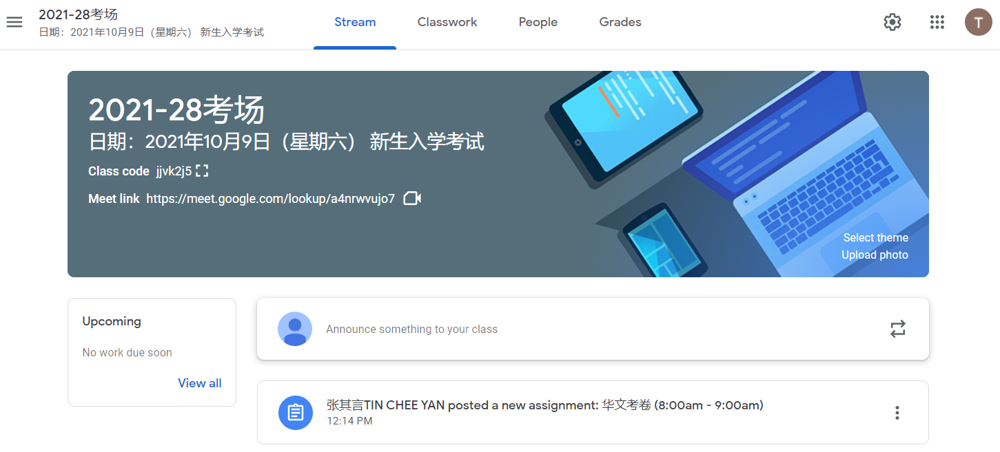 2021-28考场
日期：2021年10月9日（星期六） 新生入学考试
Stream
Classwork
People
Grades
T
2021-28考场
日期：2021年10月9日（星期六） 新生入学考试
Class code jjvk2j5
Meet link https://meet.google.com/lookup/a4nrwvujo7
Select theme
Upload photo
Upcoming
No work due soon
View all
Announce something to your class
张其言TIN CHEE YAN posted a new assignment: 华文考卷 (8:00am - 9:00am)
12:14 PM